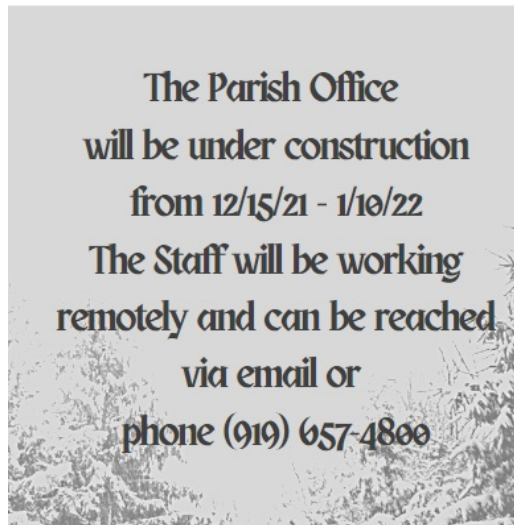 The Parish Office
will be under construction
from 12/15/21 - 1/10/22
The Staff will be working
remotely and can be reached
via email or
phone (919) 657-4800